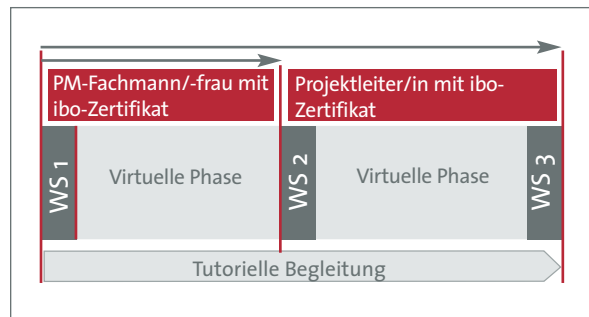 PM-Fachmann/-frau mit
ibo-Zertifikat
Projektleiter/in mit ibo-
Zertifikat
WS 1
Virtuelle Phase
WS 2
Virtuelle Phase
WS 3
Tutorielle Begleitung